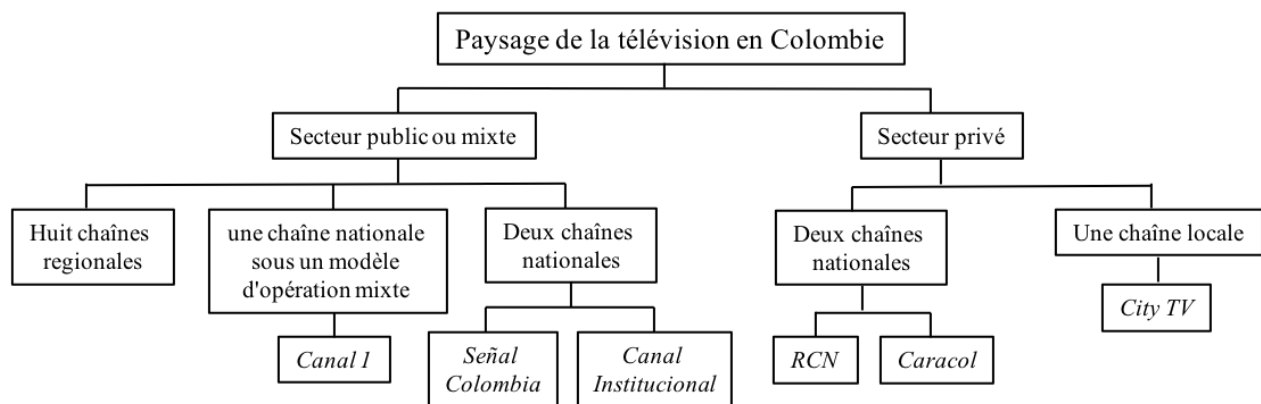 Paysage de la télévision en Colombie
Secteur public ou mixte
Secteur privé
Huit chaînes
regionales
une chaîne nationale
sous un modèle
d'opération mixte
Deux chaînes
nationales
Deux chaînes
nationales
Une chaîne locale
Canal I
Señal
Colombia
Canal
Institucional
RCN
Caracol
City TV